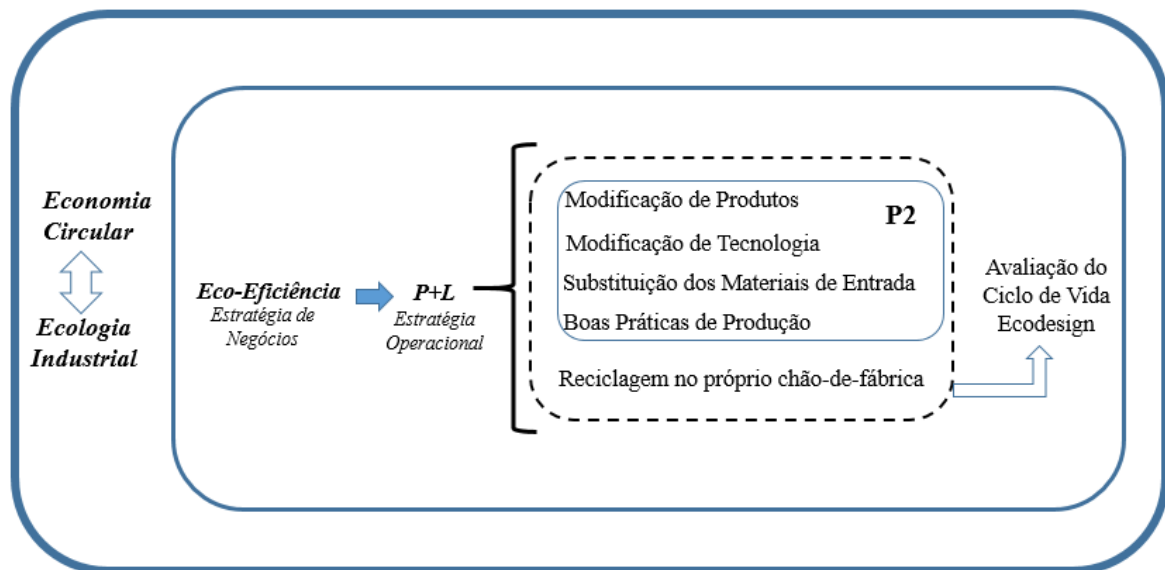 Economia
Circular
Ecologia
Industrial
Eco-Eficiência
Estratégia de
Negócios
P+L
Estratégia
Operacional
Modificação de Produtos
P2
Modificação de Tecnologia
Substituição dos Materiais de Entrada
Boas Práticas de Produção
Reciclagem no próprio chão-de-fábrica
Avaliação do
Ciclo de Vida
Ecodesign